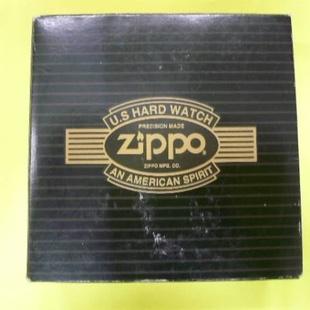 U.S HARD WATCH
PRECISION MADE
Zippo
ZIPPO MFG. CO.
AN AMERICAN SPIRIT